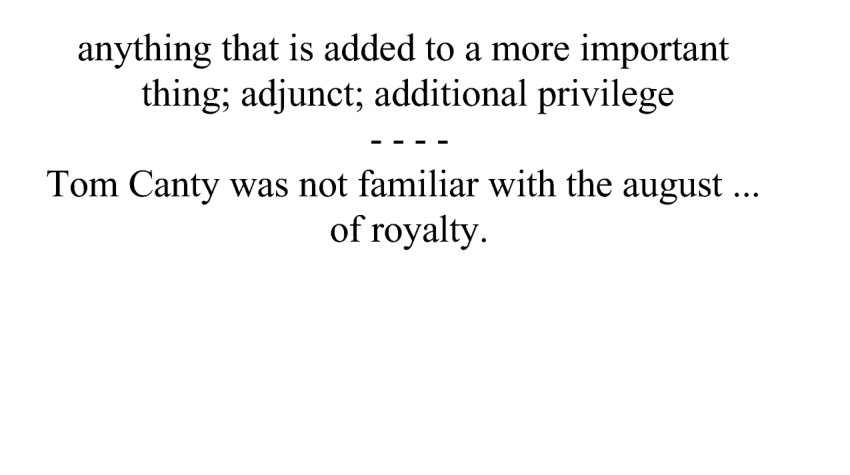 anything that is added to a more important
thing; adjunct; additional privilege
- - - -
Tom Canty was not familiar with the august ...
of royalty.